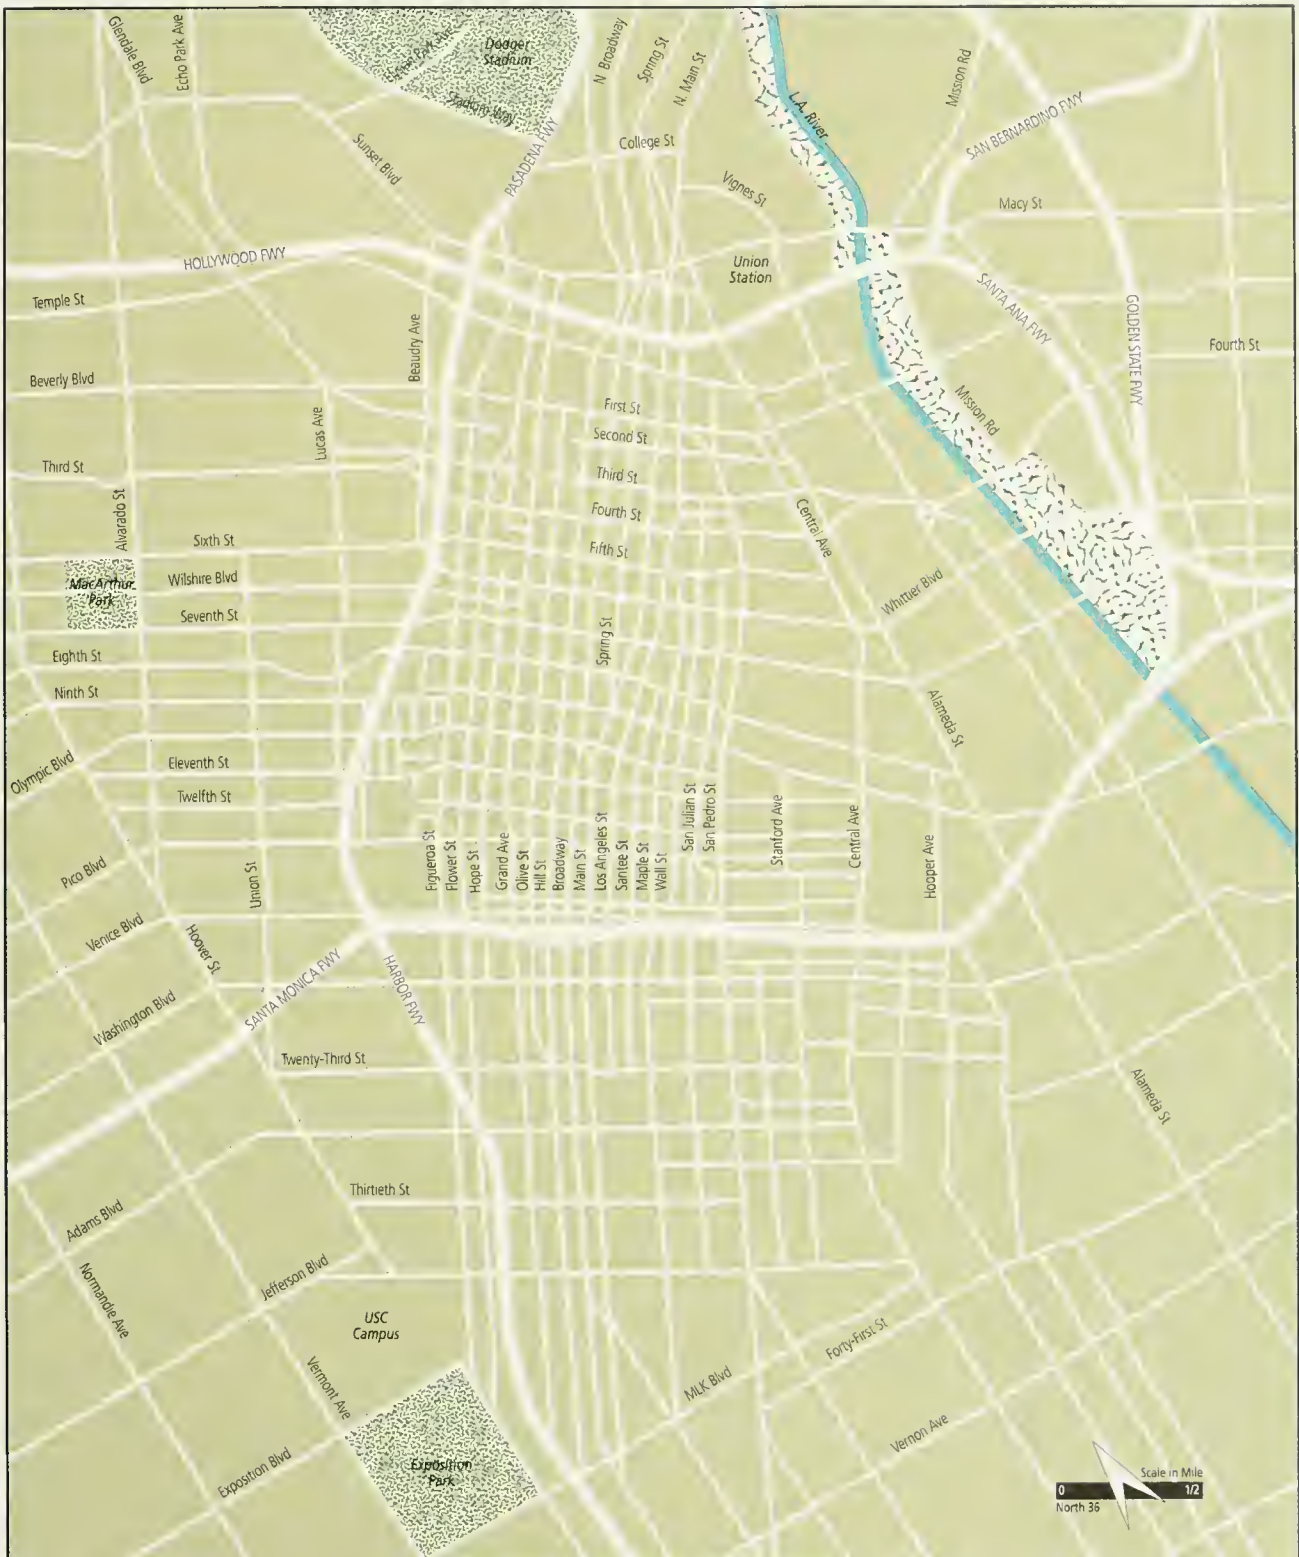 Glendale Blvd
Echo Park Ave
Echo Park Ave
Dodger
Stadium
Stadium Way
N Broadway
Spring St
N. Main St
L.A. River
Mission Rd
SAN BERNARDINO FWY
Sunset Blvd
PASADENA FWY
College St
Vignes St
Macy St
HOLLYWOOD FWY
Union
Station
Temple St
SANTA ANA FWY
GOLDEN STATE FWY
Fourth St
Beaudry Ave
Beverly Blvd
Lucas Ave
First St
Second St
Mission Rd
Third St
Third St
Alvarado St
Fourth St
Central Ave
Sixth St
Fifth St
MacArthur
Park
Wilshire Blvd
Whittier Blvd
Seventh St
Spring St
Eighth St
Ninth St
Alameda St
Olympic Blvd
Eleventh St
Twelfth St
Figueroa St
Flower St
Hope St
Grand Ave
Olive St
Hill St
Broadway
Main St
Los Angeles St
Santee St
Maple St
Wall St
San Julian St
San Pedro St
Stanford Ave
Central Ave
Hooper Ave
Pico Blvd
Union St
Venice Blvd
Hoover St
SANTA MONICA FWY
HARBOR FWY
Washington Blvd
Twenty-Third St
Alameda St
Thirtieth St
Adams Blvd
Normandie Ave
Jefferson Blvd
USC
Campus
Forty-First St
Vermont Ave
MLK Blvd
Vernon Ave
Exposition Blvd
Exposition
Park
Scale in Mile
0 1/2
North 36